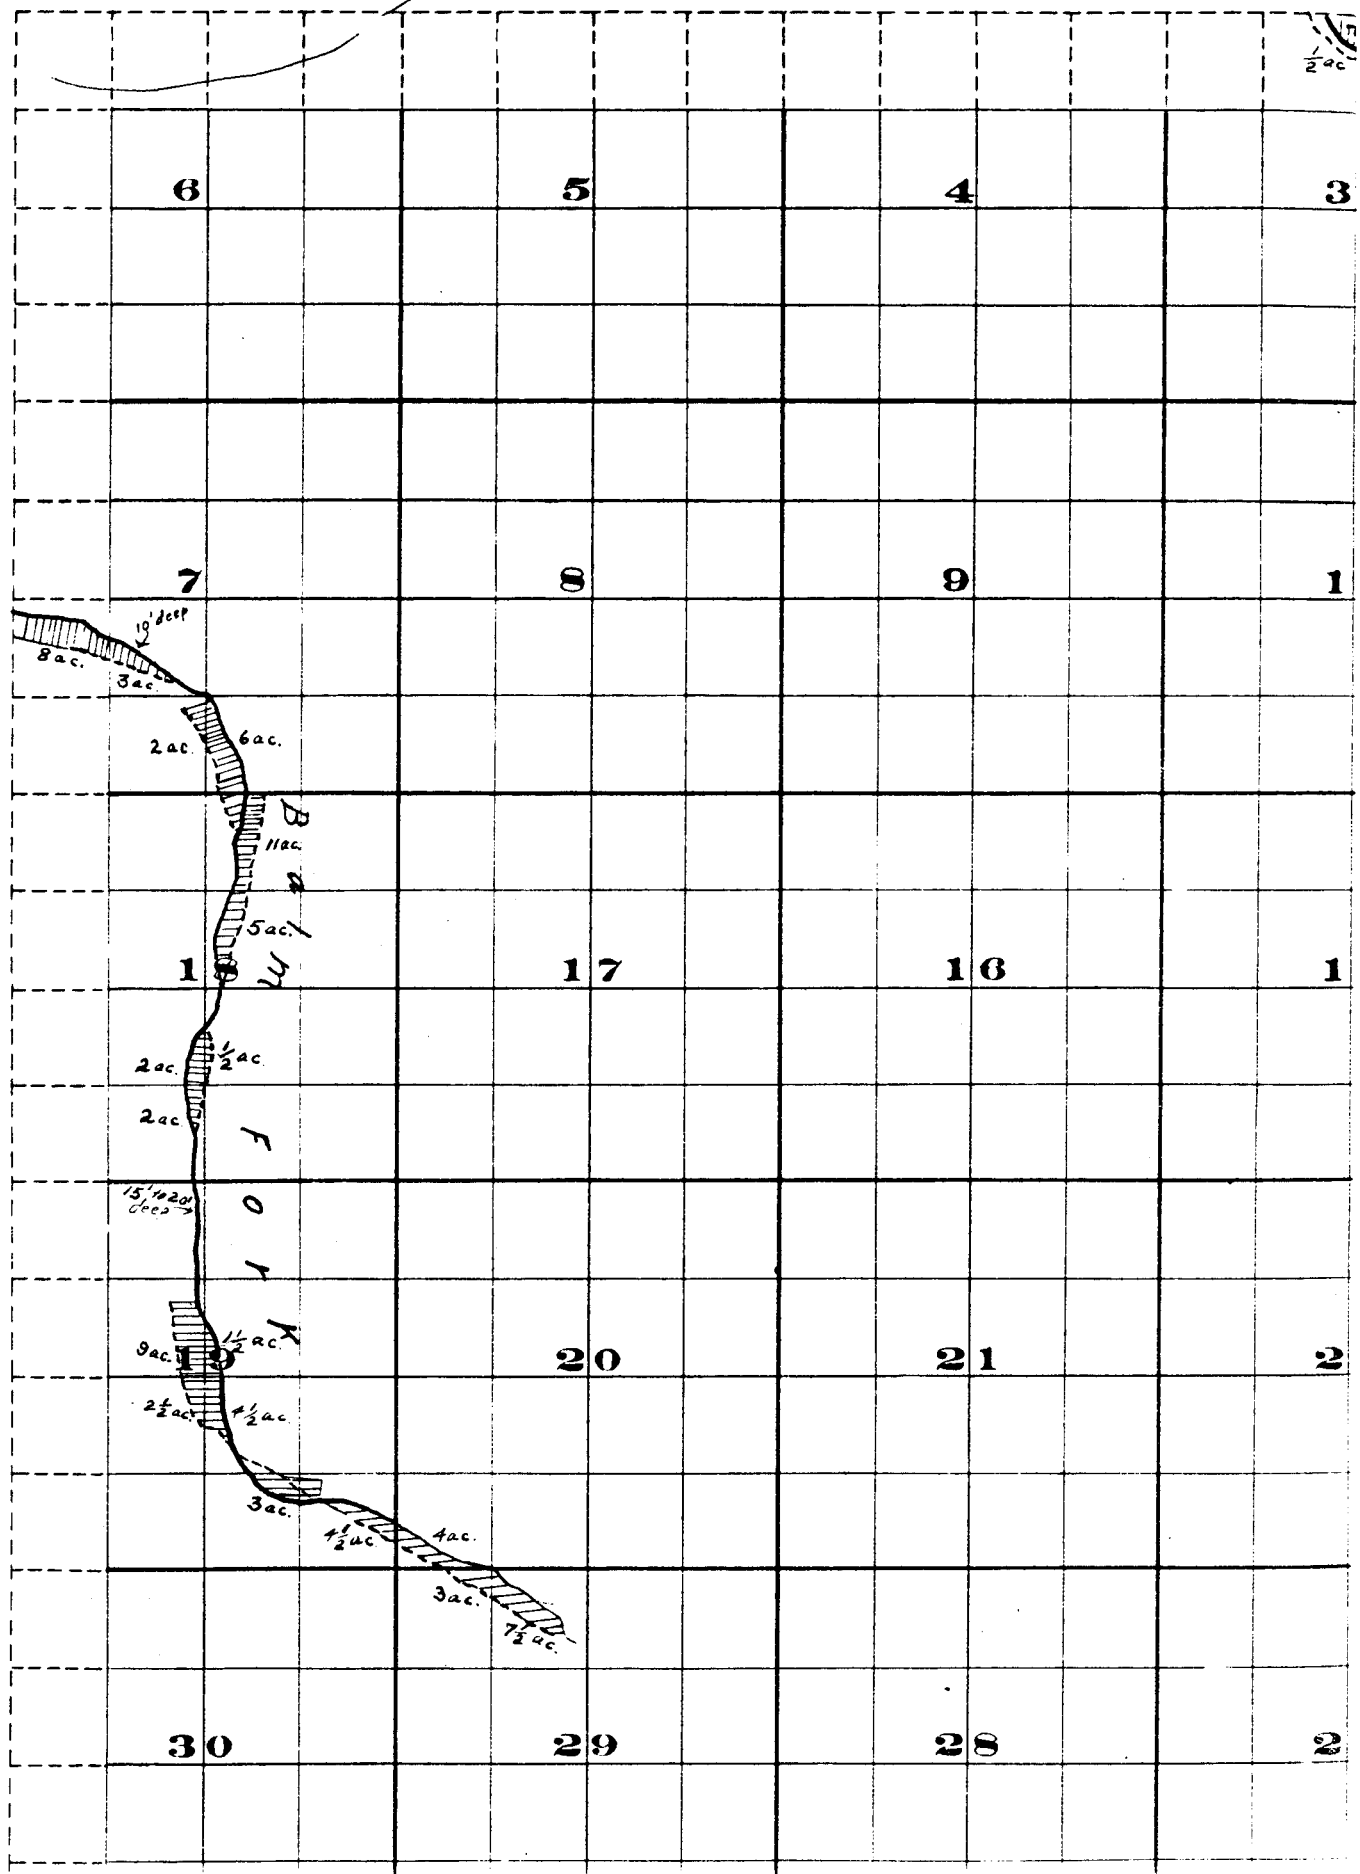 ½ ac
6
5
4
3
7
8
9
1
10' deep
8 ac.
3 ac.
2 ac.
6 ac.
11 ac.
5 ac.
18
17
16
1
2 ac.
½ ac.
2 ac.
15' to 20'
deep
Balm Fork
9 ac.
1½ ac.
19
20
21
2
2½ ac.
4½ ac.
3 ac.
4½ ac.
4 ac.
3 ac.
7½ ac.
30
29
28
2